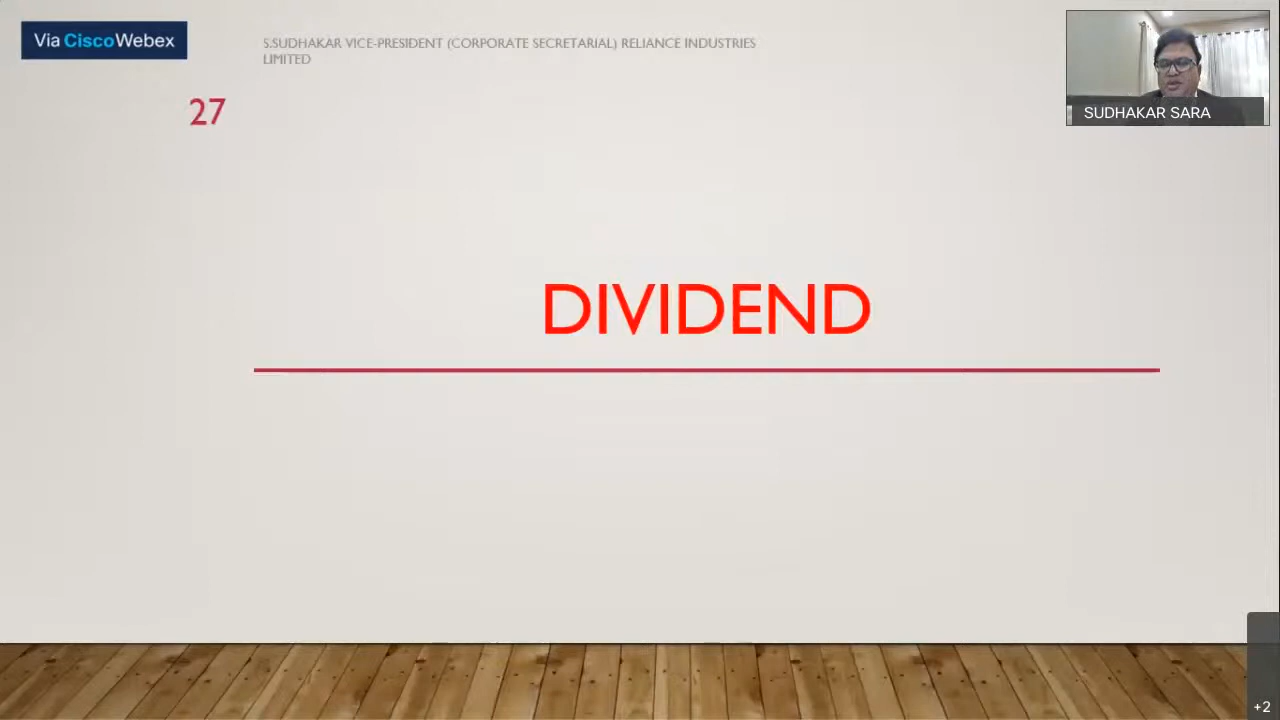 Via CiscoWebex
S.SUDHAKAR VICE-PRESIDENT (CORPORATE SECRETARIAL) RELIANCE INDUSTRIES
LIMITED
SUDHAKAR SARA
27
DIVIDEND
+2